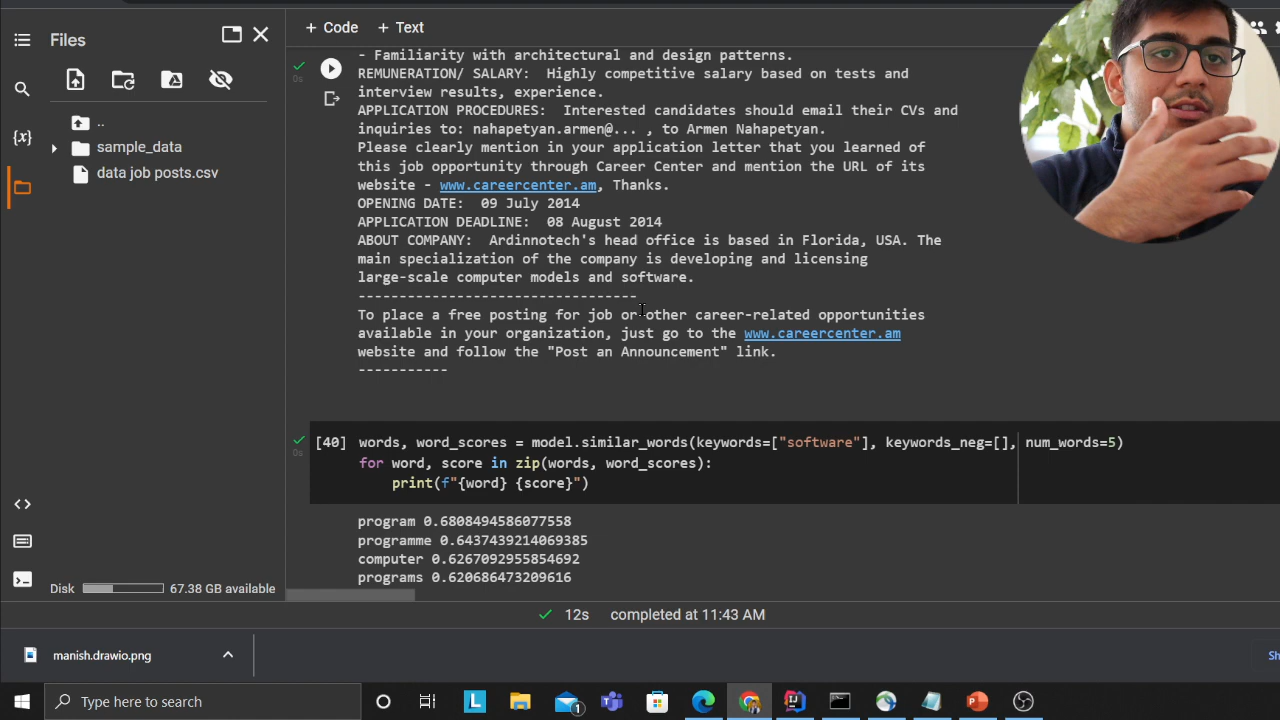 Files
+ Code + Text
..
sample_data
data job posts.csv
{x}
- Familiarity with architectural and design patterns.
REMUNERATION/ SALARY: Highly competitive salary based on tests and
interview results, experience.
APPLICATION PROCEDURES: Interested candidates should email their CVs and
inquiries to: nahapetyan.armen@... , to Armen Nahapetyan.
Please clearly mention in your application letter that you learned of
this job opportunity through Career Center and mention the URL of its
website - www.careercenter.am, Thanks.
OPENING DATE: 09 July 2014
APPLICATION DEADLINE: 08 August 2014
ABOUT COMPANY: Ardinnotech's head office is based in Florida, USA. The
main specialization of the company is developing and licensing
large-scale computer models and software.
----------------------------------
To place a free posting for job or other career-related opportunities
available in your organization, just go to the www.careercenter.am
website and follow the "Post an Announcement" link.
-----------
0s
[40] words, word_scores = model.similar_words(keywords=["software"], keywords_neg=[], num_words=5)
for word, score in zip(words, word_scores):
print(f"{word} {score}")
0s
program 0.6808494586077558
programme 0.6437439214069385
computer 0.6267092955854692
programs 0.620686473209616
Disk 67.38 GB available
12s completed at 11:43 AM
manish.drawio.png
Sh
Type here to search
L
1